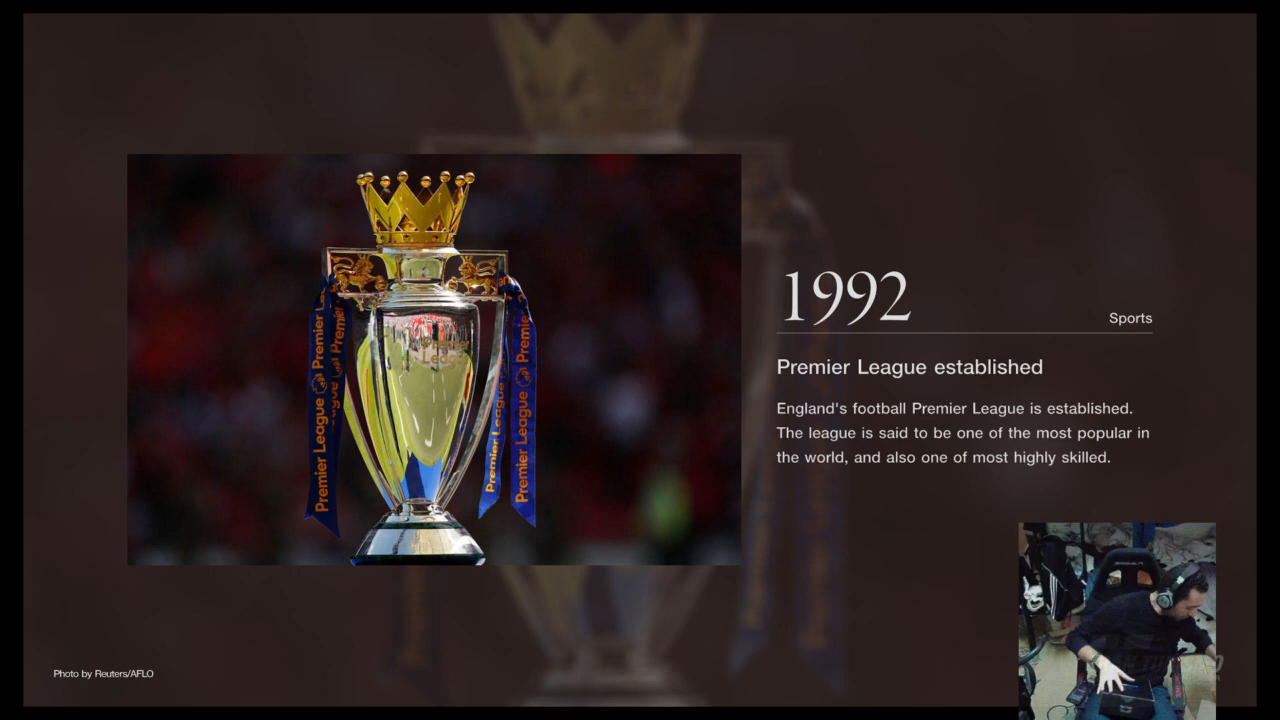 1992
Sports
Premier League established
England's football Premier League is established.
The league is said to be one of the most popular in
the world, and also one of most highly skilled.
Premier League
Premier
Premier League
Premier League
Premier
Photo by Reuters/AFLO